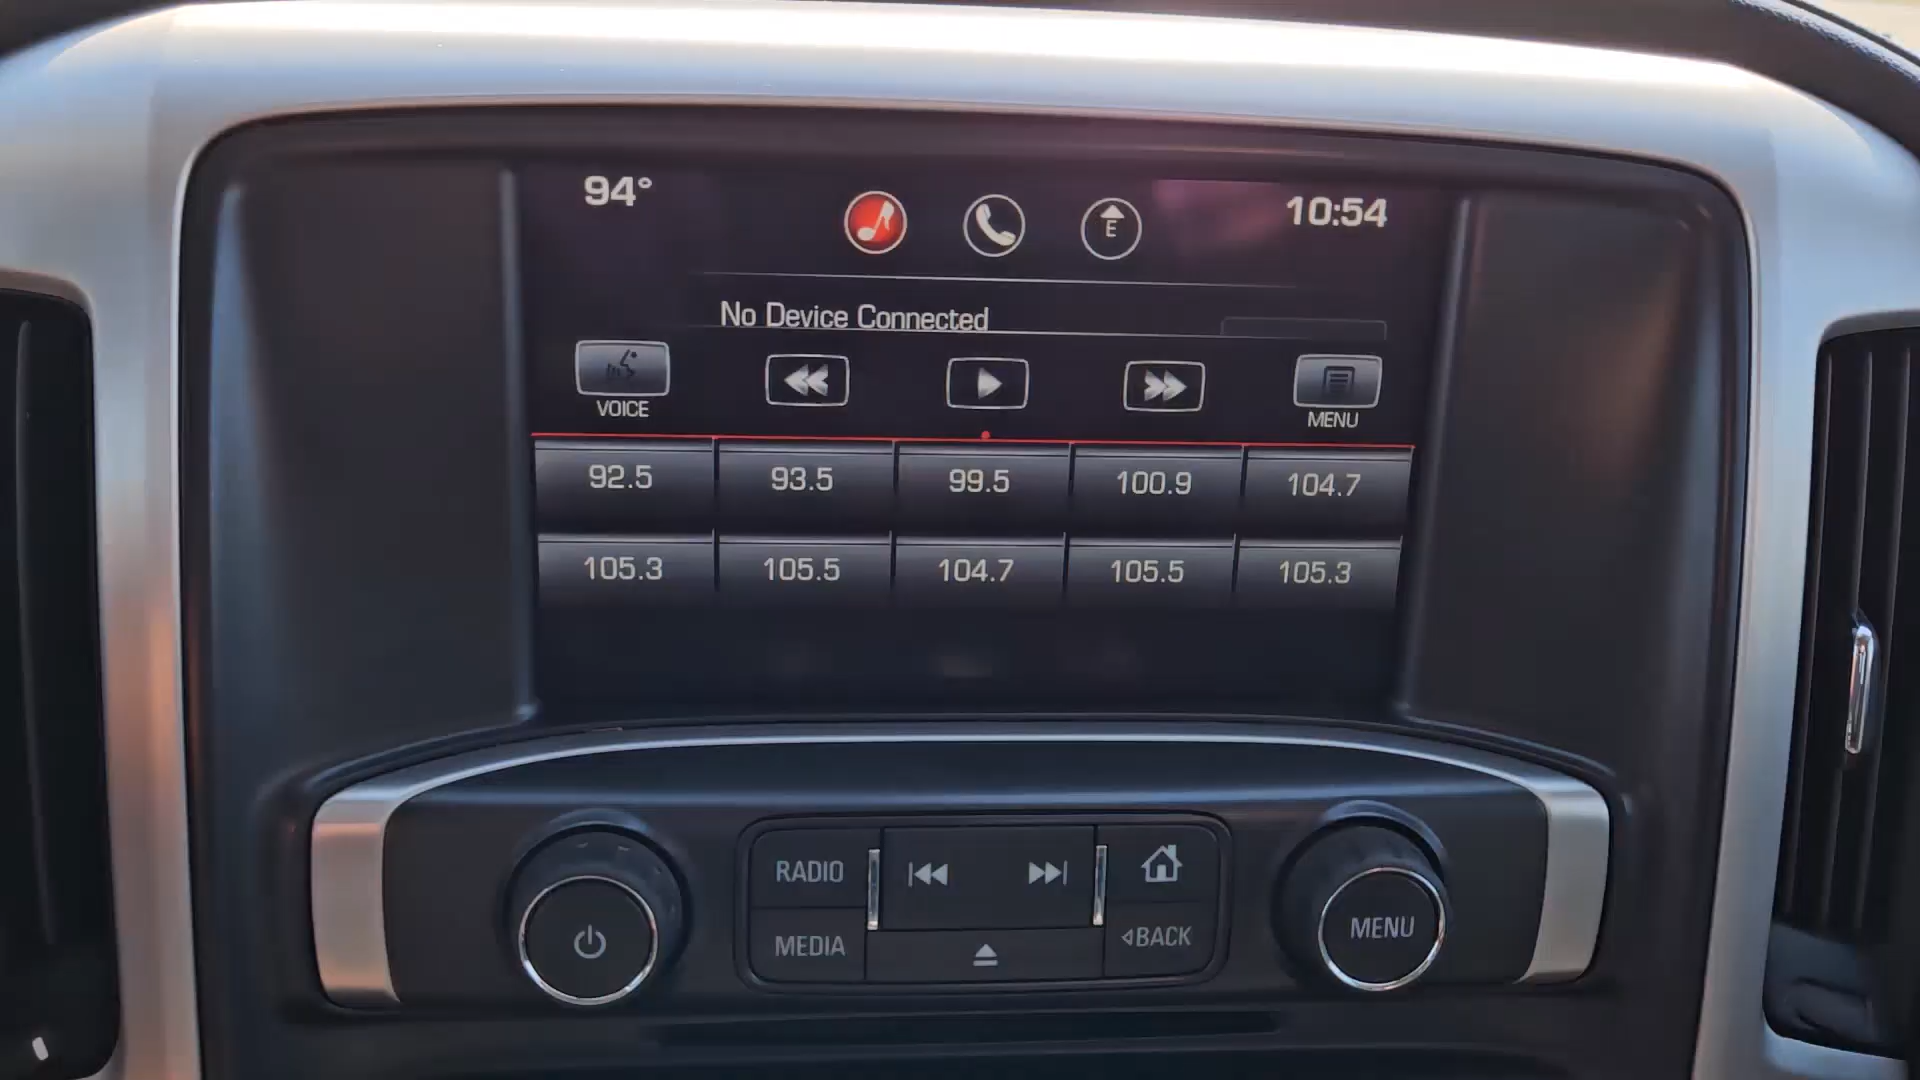 94°
E
10:54
No Device Connected
VOICE
MENU
92.5 93.5 99.5 100.9 104.7
105.3 105.5 104.7 105.5 105.3
RADIO
MEDIA
BACK
MENU